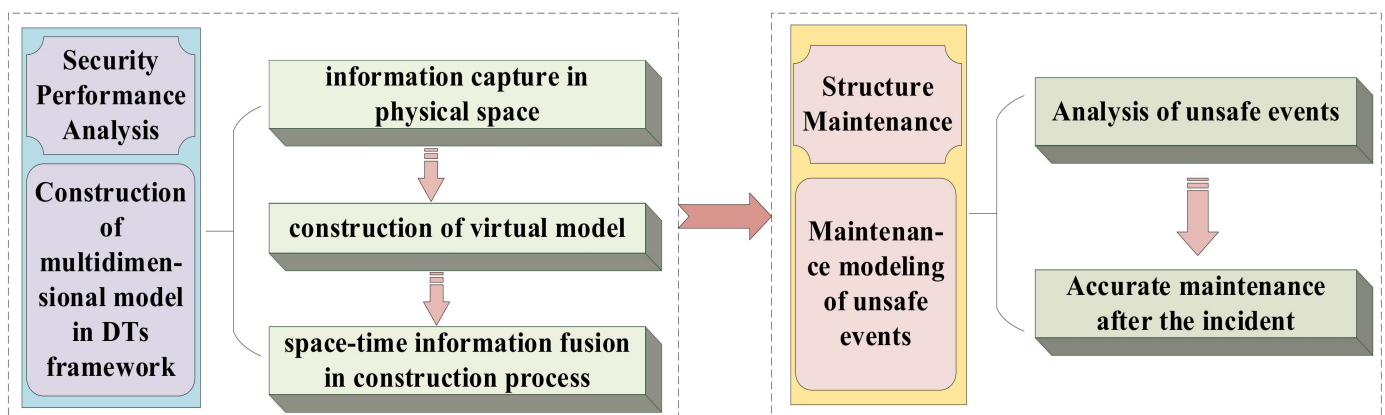 Security
Performance
Analysis
Construction
of
multidimen-
sional model
in DTs
framework
information capture in
physical space
construction of virtual model
space-time information fusion
in construction process
Structure
Maintenance
Maintenan-
ce modeling
of unsafe
events
Analysis of unsafe events
Accurate maintenance
after the incident